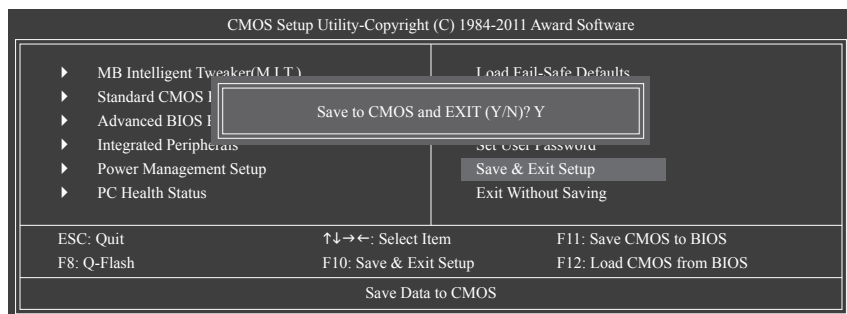 CMOS Setup Utility-Copyright (C) 1984-2011 Award Software
MB Intelligent Tweaker(M.I.T.)
Standard CMOS
Advanced BIOS
Integrated Peripherals
Power Management Setup
PC Health Status
Load Fail-Safe Defaults
Set User Password
Save & Exit Setup
Exit Without Saving
Save to CMOS and EXIT (Y/N)? Y
ESC: Quit ↑↓→←: Select Item F11: Save CMOS to BIOS
F8: Q-Flash F10: Save & Exit Setup F12: Load CMOS from BIOS
Save Data to CMOS